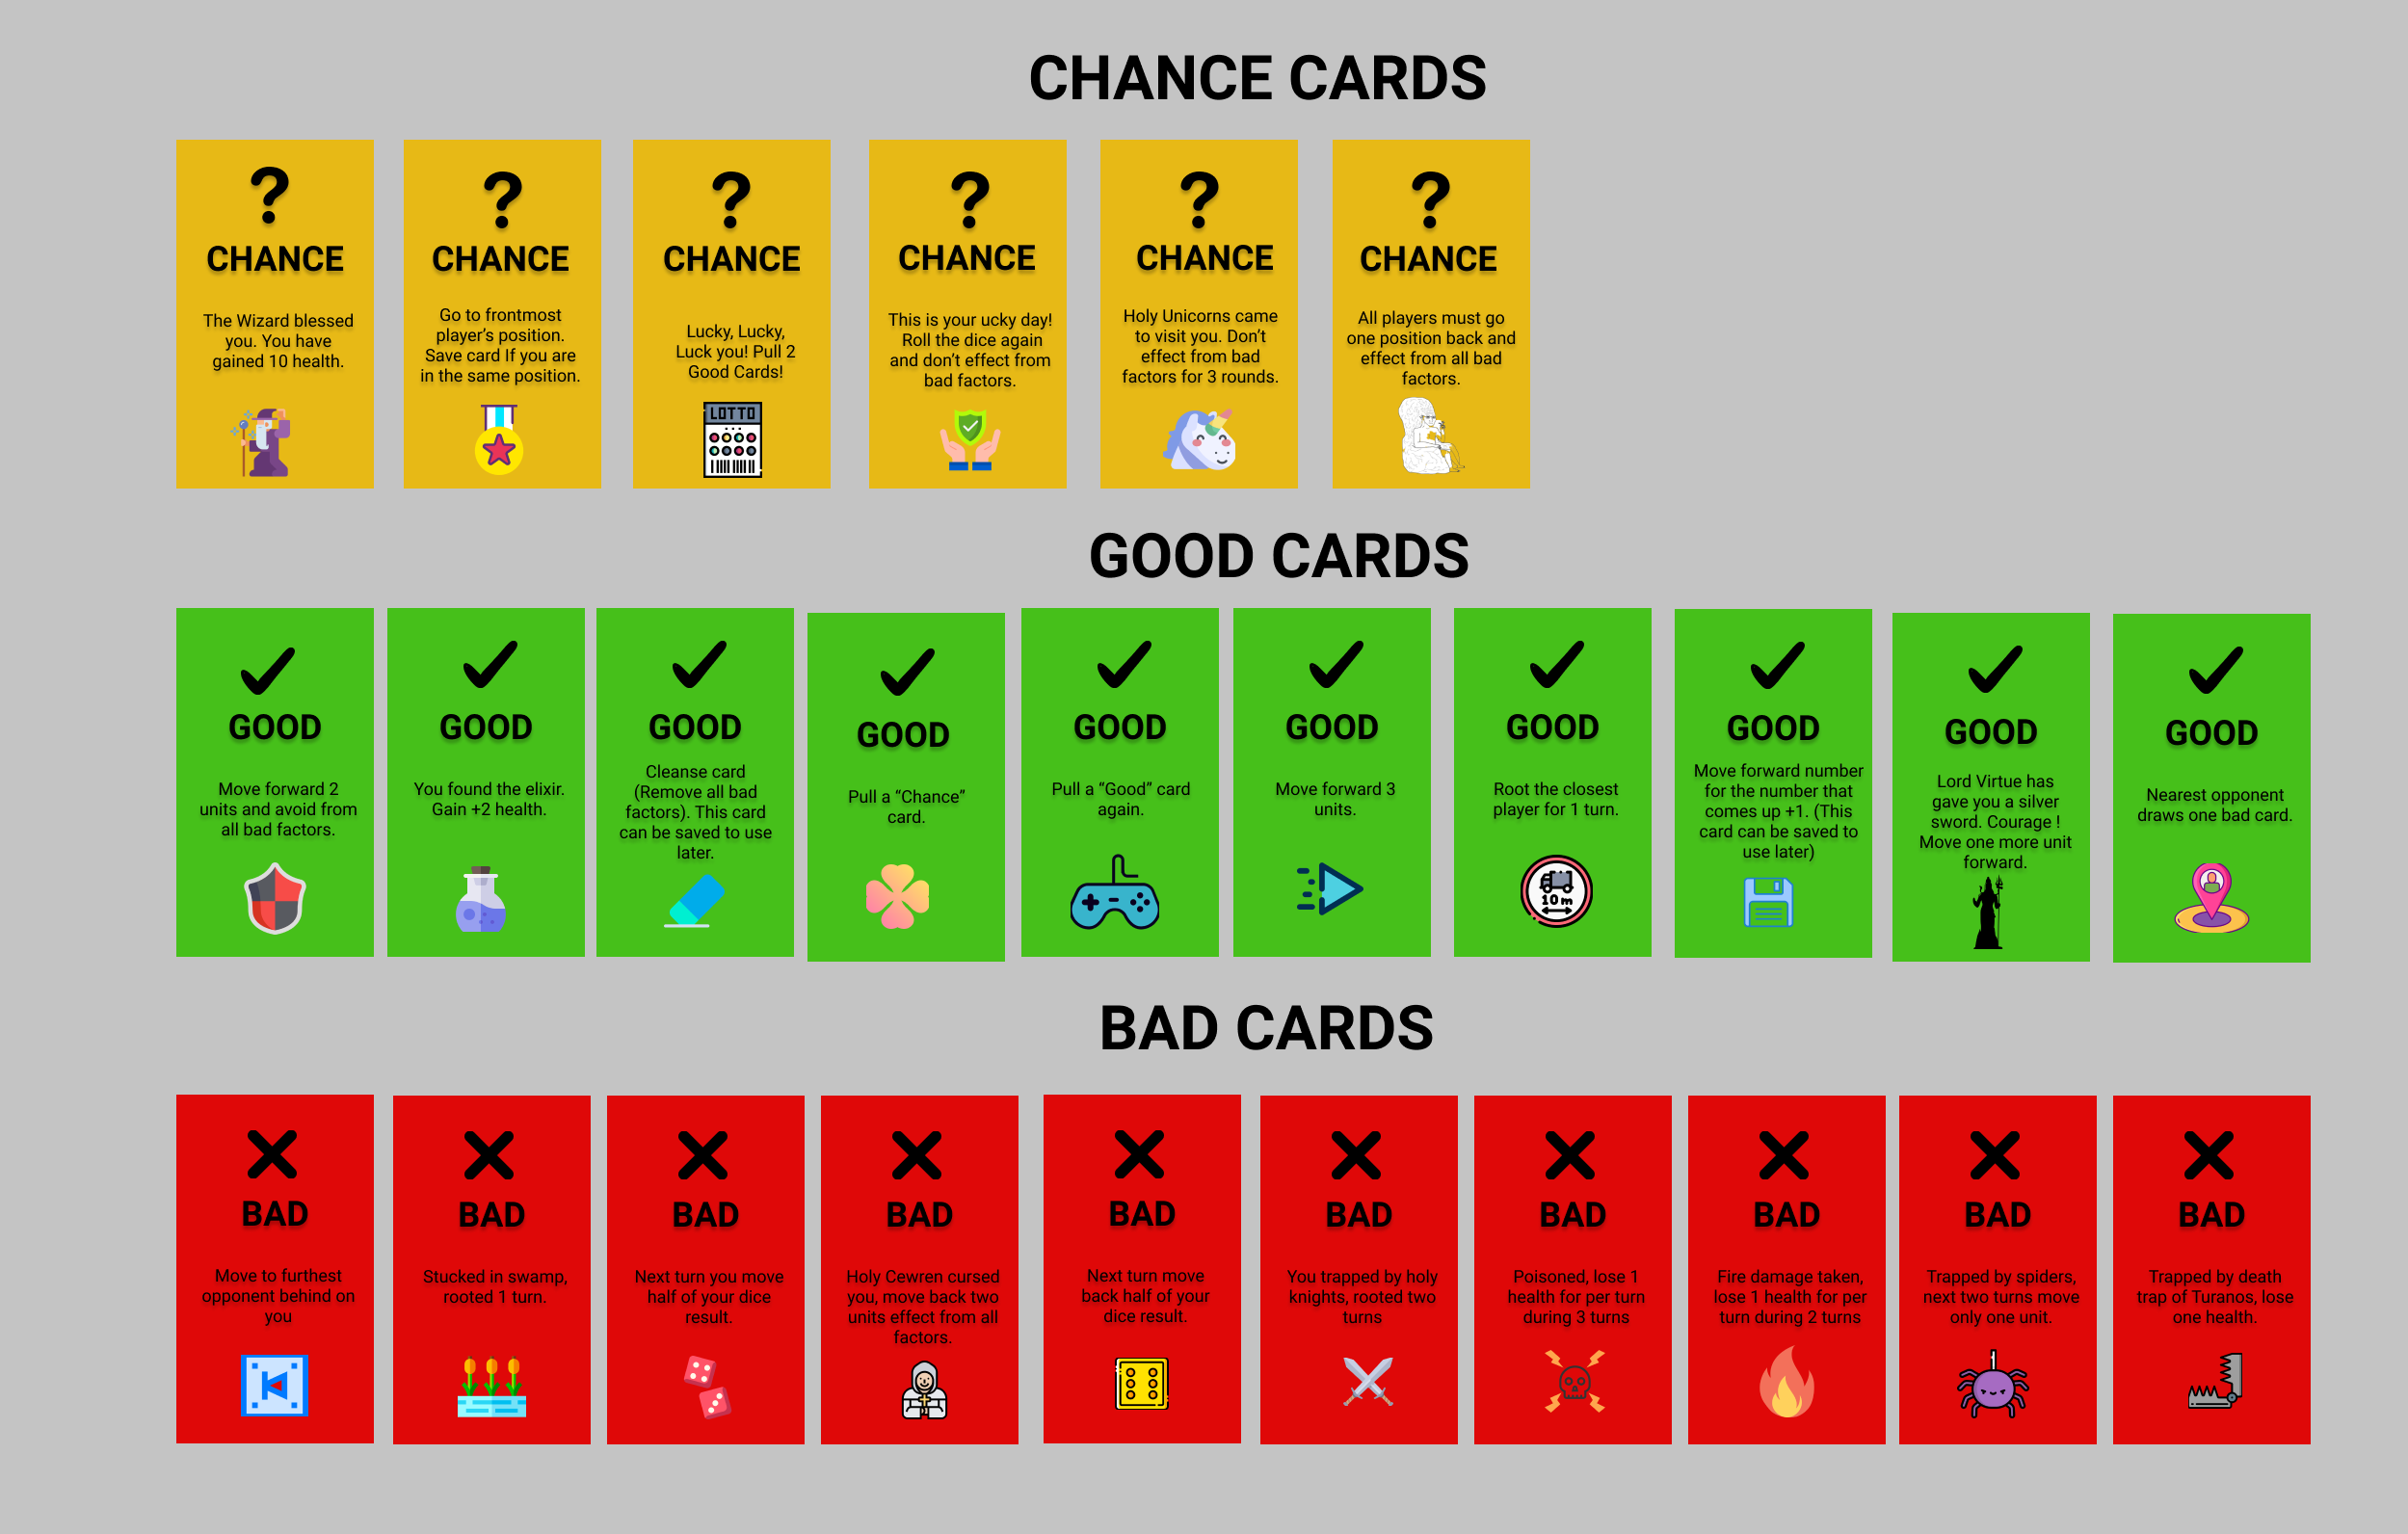 CHANCE CARDS
?
CHANCE
The Wizard blessed
you. You have
gained 10 health.
?
CHANCE
Go to frontmost
player's position.
Save card If you are
in the same position.
?
CHANCE
Lucky, Lucky,
Luck you! Pull 2
Good Cards!
LOTTO
?
CHANCE
This is your ucky day!
Roll the dice again
and don't effect from
bad factors.
?
CHANCE
Holy Unicorns came
to visit you. Don't
effect from bad
factors for 3 rounds.
?
CHANCE
All players must go
one position back and
effect from all bad
factors.
GOOD CARDS
GOOD
Move forward 2
units and avoid from
all bad factors.
GOOD
You found the elixir.
Gain +2 health.
GOOD
Cleanse card
(Remove all bad
factors). This card
can be saved to use
later.
GOOD
Pull a “Chance”
card.
GOOD
Pull a “Good” card
again.
GOOD
Move forward 3
units.
GOOD
Root the closest
player for 1 turn.
10 m
GOOD
Move forward number
for the number that
comes up +1. (This
card can be saved to
use later)
GOOD
Lord Virtue has
gave you a silver
sword. Courage !
Move one more unit
forward.
GOOD
Nearest opponent
draws one bad card.
BAD CARDS
BAD
Move to furthest
opponent behind on
you
BAD
Stucked in swamp,
rooted 1 turn.
BAD
Next turn you move
half of your dice
result.
BAD
Holy Cewren cursed
you, move back two
units effect from all
factors.
BAD
Next turn move
back half of your
dice result.
BAD
You trapped by holy
knights, rooted two
turns
BAD
Poisoned, lose 1
health for per turn
during 3 turns
BAD
Fire damage taken,
lose 1 health for per
turn during 2 turns
BAD
Trapped by spiders,
next two turns move
only one unit.
BAD
Trapped by death
trap of Turanos, lose
one health.